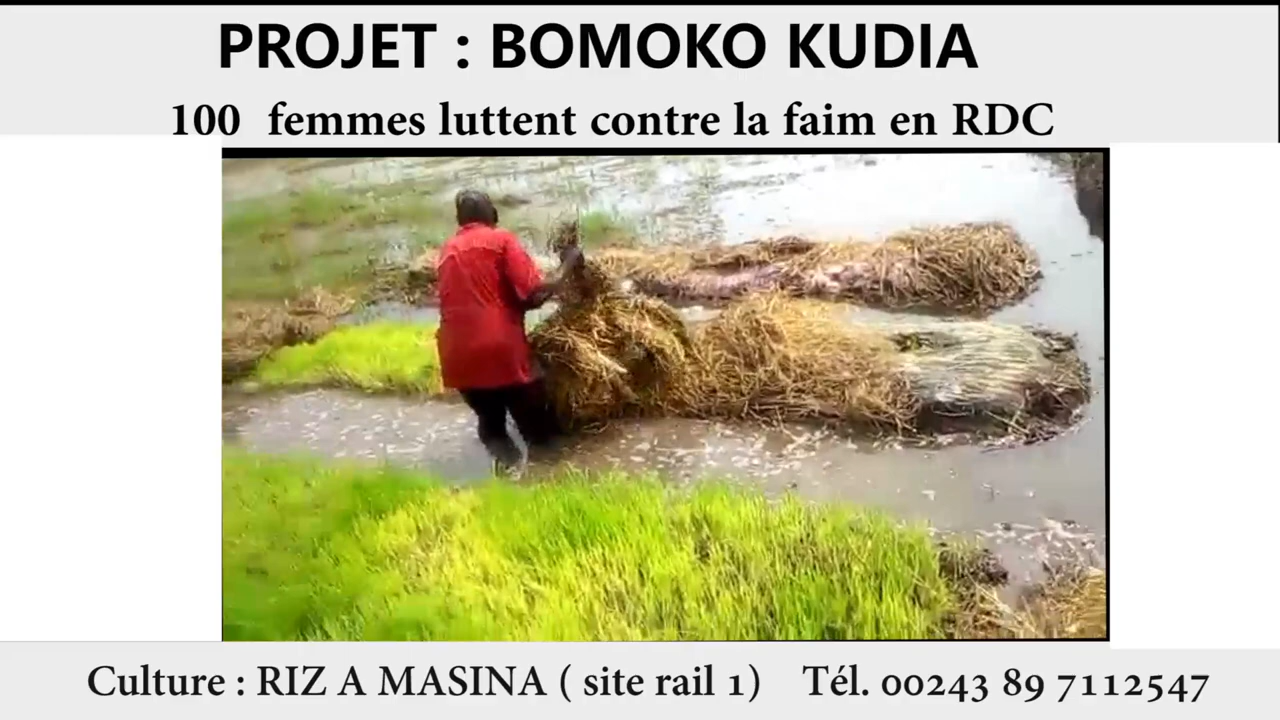 PROJET : BOMOKO KUDIA
100 femmes luttent contre la faim en RDC
Culture : RIZ A MASINA ( site rail 1) Tél. 00243 89 7112547